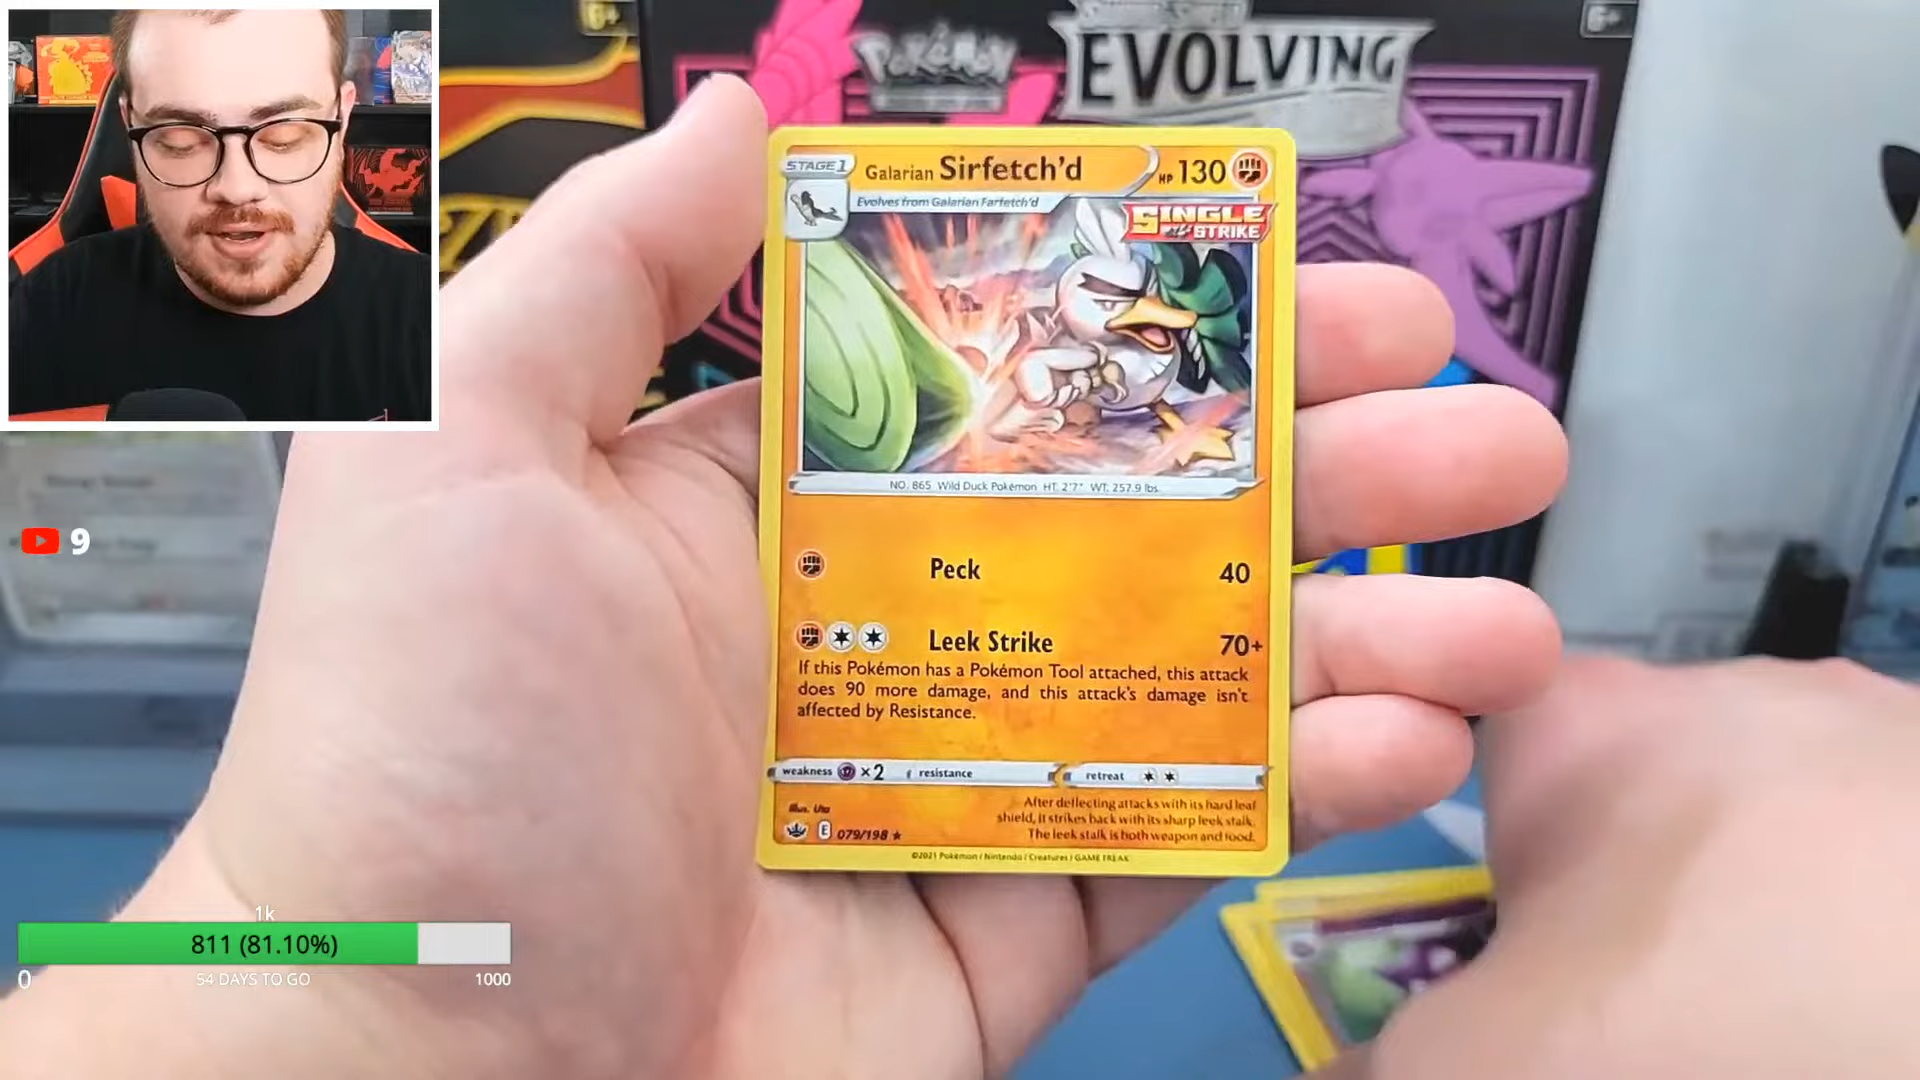 6+
POKéMON
EVOLVING
6+
STAGE 1
Galarian Sirfetch'd
HP 130
Evolves from Galarian Farfetch'd
SINGLE
STRIKE
NO. 865 Wild Duck Pokémon HT. 2'7" WT. 257.9 lbs.
Peck 40
Leek Strike 70+
If this Pokémon has a Pokémon Tool attached, this attack
does 90 more damage, and this attack's damage isn't
affected by Resistance.
weakness ×2 resistance retreat
Illus. Uta
E 079/198 ★
After deflecting attacks with its hard leaf
shield, it strikes back with its sharp leek stalk.
The leek stalk is both weapon and food.
©2021 Pokémon / Nintendo / Creatures / GAME FREAK
9
1k
811 (81.10%)
0 54 DAYS TO GO 1000